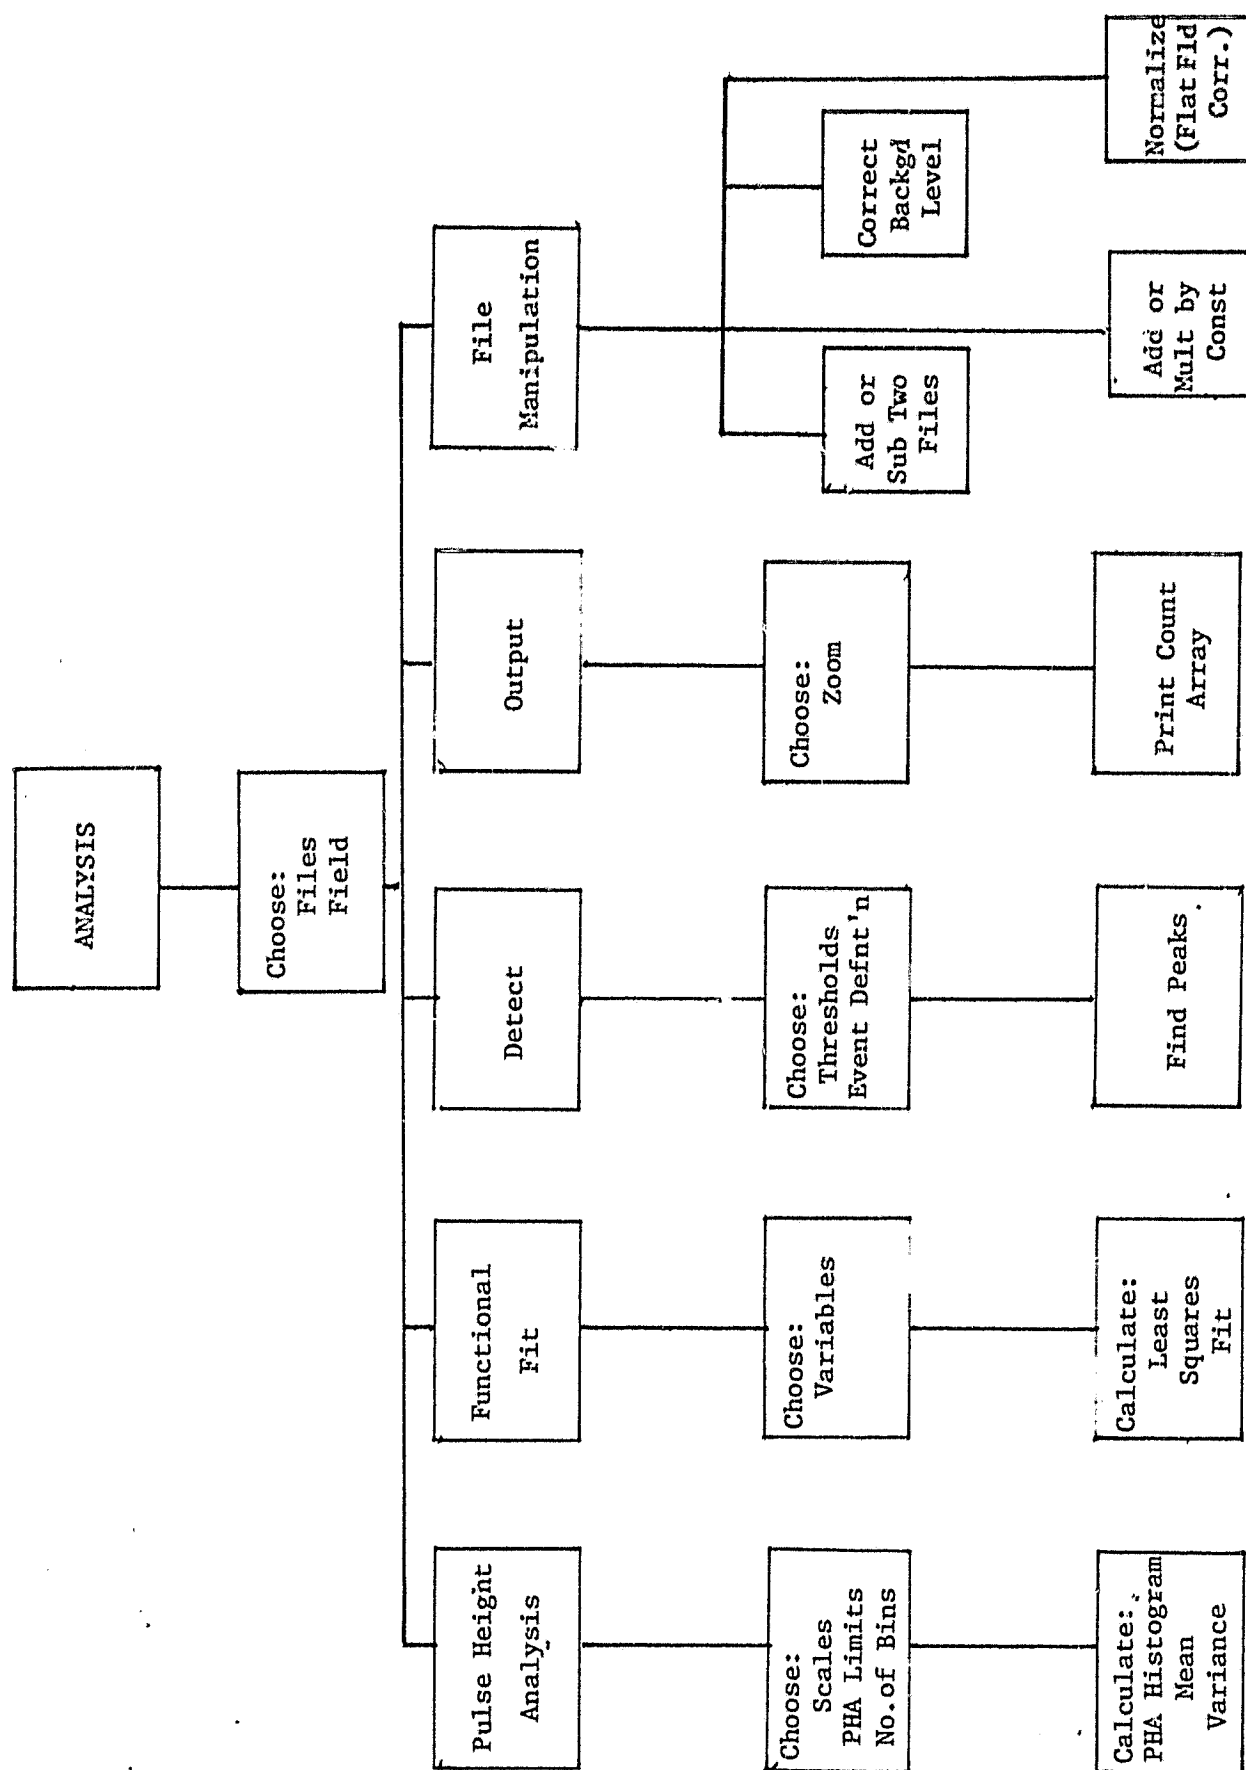 ANALYSIS
Choose:
Files
Field
Pulse Height
Analysis
Functional
Fit
Detect
Output
File
Manipulation
Choose:
Scales
PHA Limits
No.of Bins
Choose:
Variables
Choose:
Thresholds
Event Defnt'n
Choose:
Zoom
Add or
Sub Two
Files
Correct
Backgd
Level
Calculate:
PHA Histogram
Mean
Variance
Calculate:
Least
Squares
Fit
Find Peaks
Print Count
Array
Add or
Mult by
Const
Normalize
(Flat Fld
Corr.)